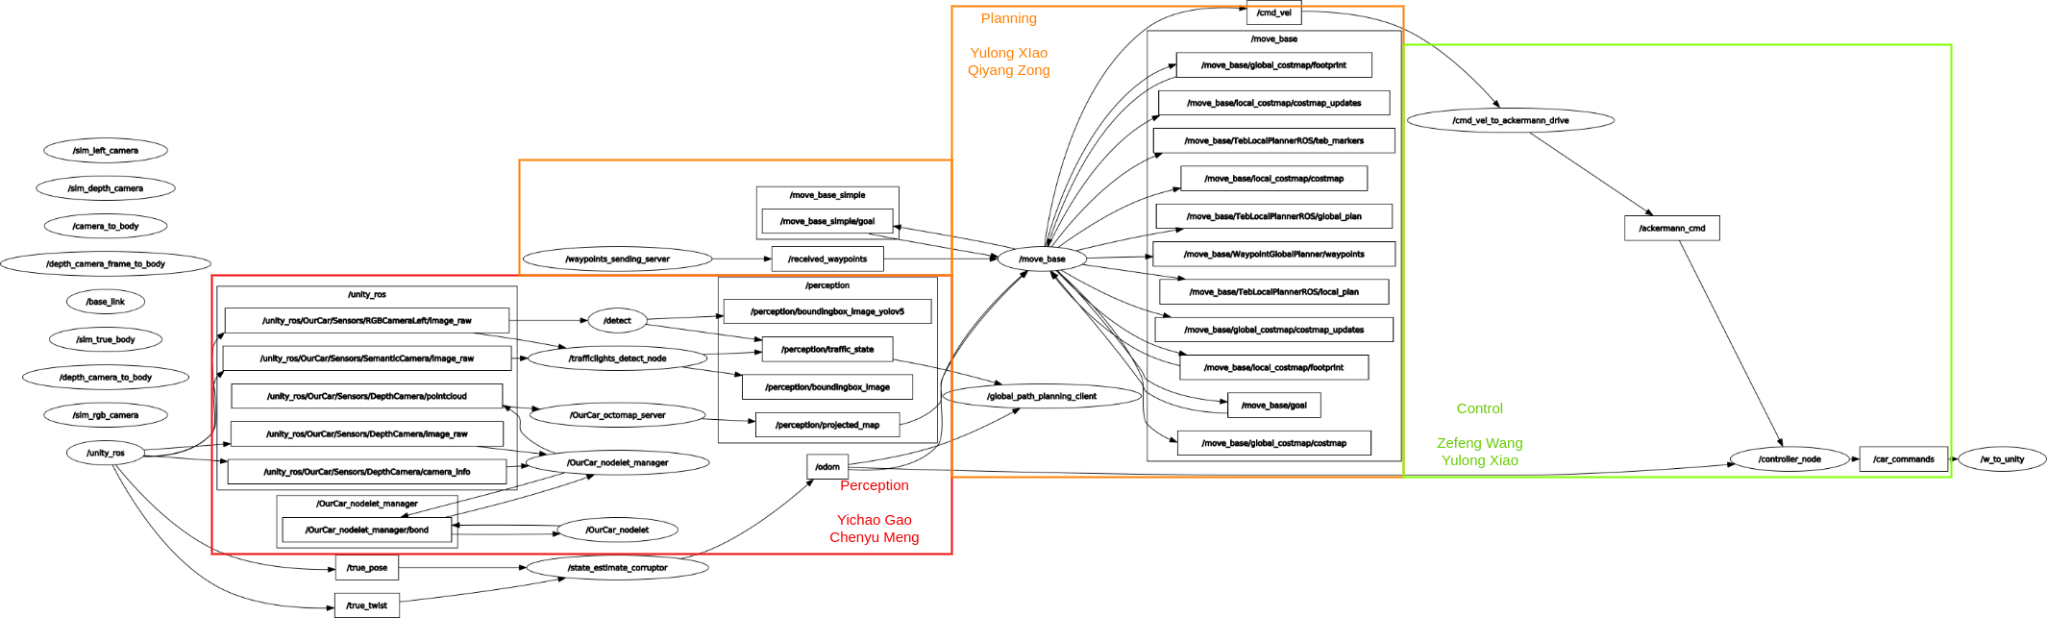 /sim_left_camera
/sim_depth_camera
/camera_to_body
/depth_camera_frame_to_body
/base_link
/sim_true_body
/depth_camera_to_body
/sim_rgb_camera
/unity_ros
/unity_ros
/unity_ros/OurCar/Sensors/RGBCameraLeft/image_raw
/unity_ros/OurCar/Sensors/SemanticCamera/image_raw
/unity_ros/OurCar/Sensors/DepthCamera/pointcloud
/unity_ros/OurCar/Sensors/DepthCamera/image_raw
/unity_ros/OurCar/Sensors/DepthCamera/camera_info
/OurCar_nodelet_manager
/OurCar_nodelet_manager/bond
/true_pose
/true_twist
/waypoints_sending_server
/detect
/trafficlights_detect_node
/OurCar_octomap_server
/OurCar_nodelet_manager
/OurCar_nodelet
/state_estimate_corruptor
/move_base_simple
/move_base_simple/goal
/received_waypoints
/perception
/perception/boundingbox_image_yolov5
/perception/traffic_state
/perception/boundingbox_image
/perception/projected_map
/odom
Perception
Yichao Gao
Chenyu Meng
Planning
Yulong XIao
Qiyang Zong
/move_base
/global_path_planning_client
/cmd_vel
/move_base
/move_base/global_costmap/footprint
/move_base/local_costmap/costmap_updates
/move_base/TebLocalPlannerROS/teb_markers
/move_base/local_costmap/costmap
/move_base/TebLocalPlannerROS/global_plan
/move_base/WaypointGlobalPlanner/waypoints
/move_base/TebLocalPlannerROS/local_plan
/move_base/global_costmap/costmap_updates
/move_base/local_costmap/footprint
/move_base/goal
/move_base/global_costmap/costmap
/cmd_vel_to_ackermann_drive
/ackermann_cmd
Control
Zefeng Wang
Yulong Xiao
/controller_node
/car_commands
/w_to_unity